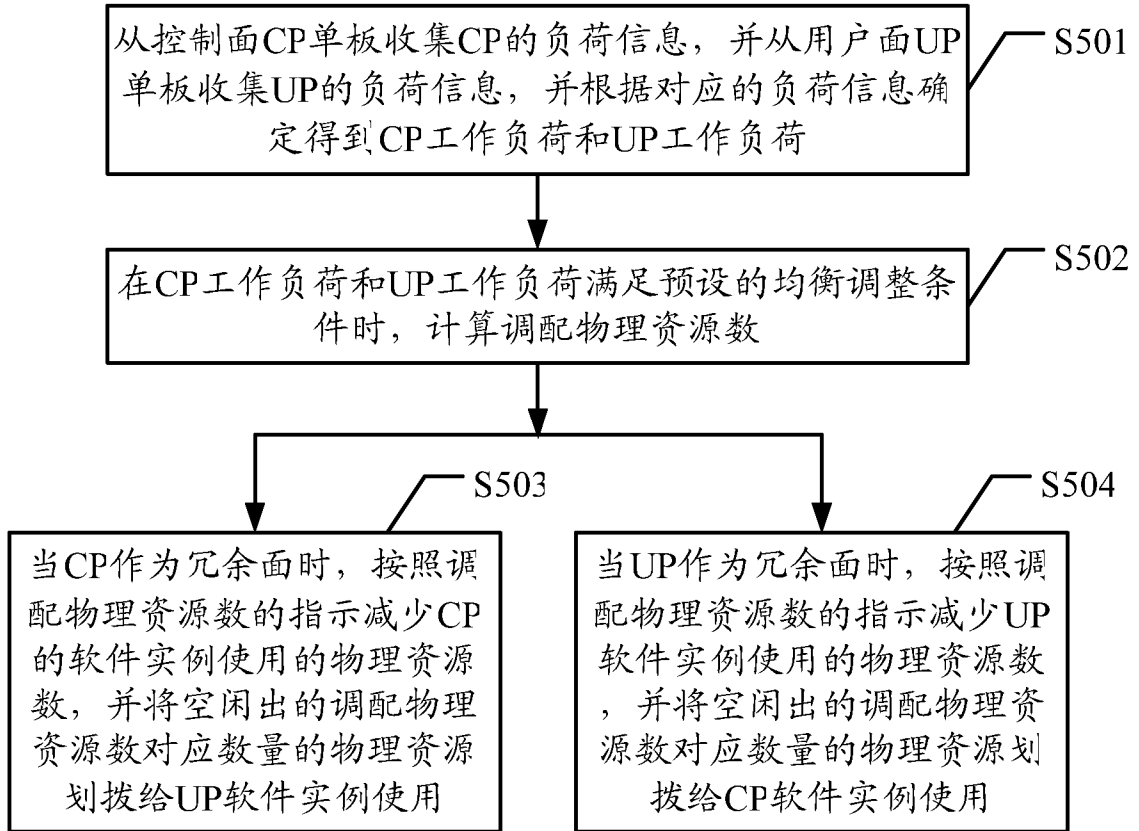 从控制面CP单板收集CP的负荷信息，并从用户面UP
单板收集UP的负荷信息，并根据对应的负荷信息确
定得到CP工作负荷和UP工作负荷
S501
在CP工作负荷和UP工作负荷满足预设的均衡调整条
件时，计算调配物理资源数
S502
S503
当CP作为冗余面时，按照调
配物理资源数的指示减少CP
的软件实例使用的物理资源
数，并将空闲出的调配物理
资源数对应数量的物理资源
划拨给UP软件实例使用
S504
当UP作为冗余面时，按照调
配物理资源数的指示减少UP
软件实例使用的物理资源数
，并将空闲出的调配物理资
源数对应数量的物理资源划
拨给CP软件实例使用